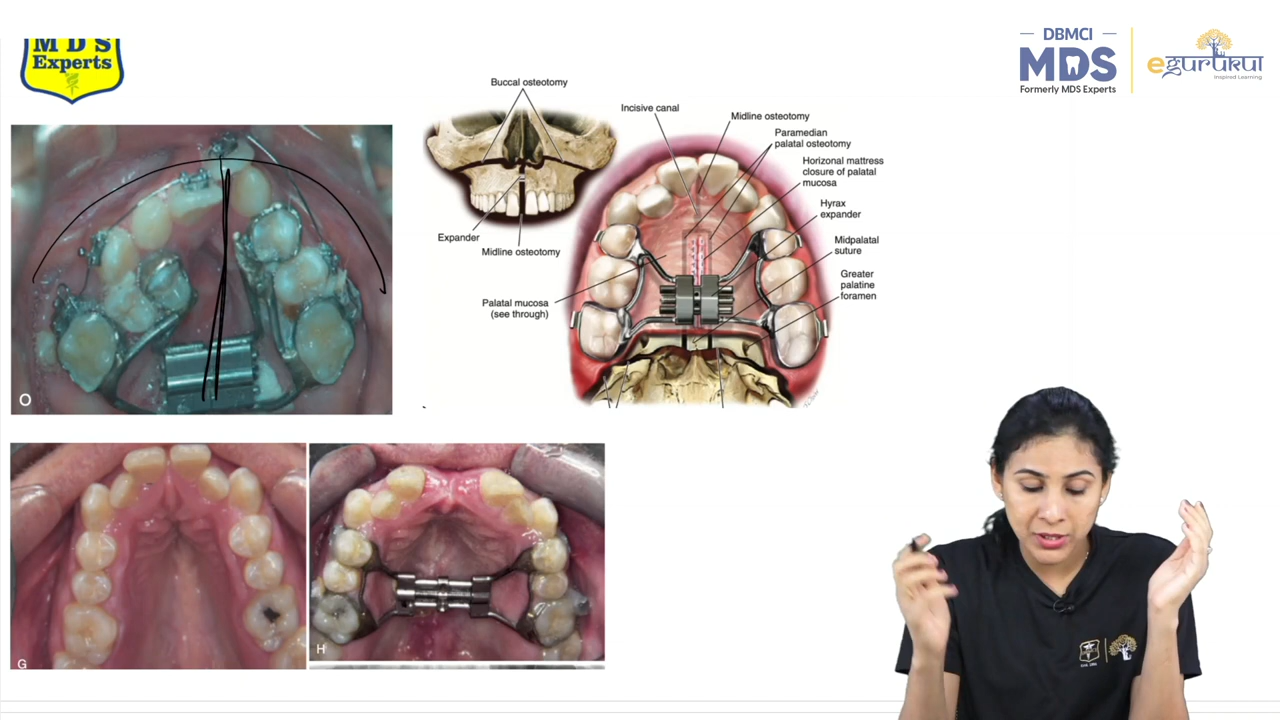 M D S
Experts
DBMCI
MDS
Formerly MDS Experts
egurukul
Inspired Learning
Buccal osteotomy
Expander
Midline osteotomy
Incisive canal
Midline osteotomy
Paramedian
palatal osteotomy
Horizonal mattress
closure of palatal
mucosa
Hyrax
expander
Midpalatal
suture
Greater
palatine
foramen
Palatal mucosa
(see through)
O
G
H